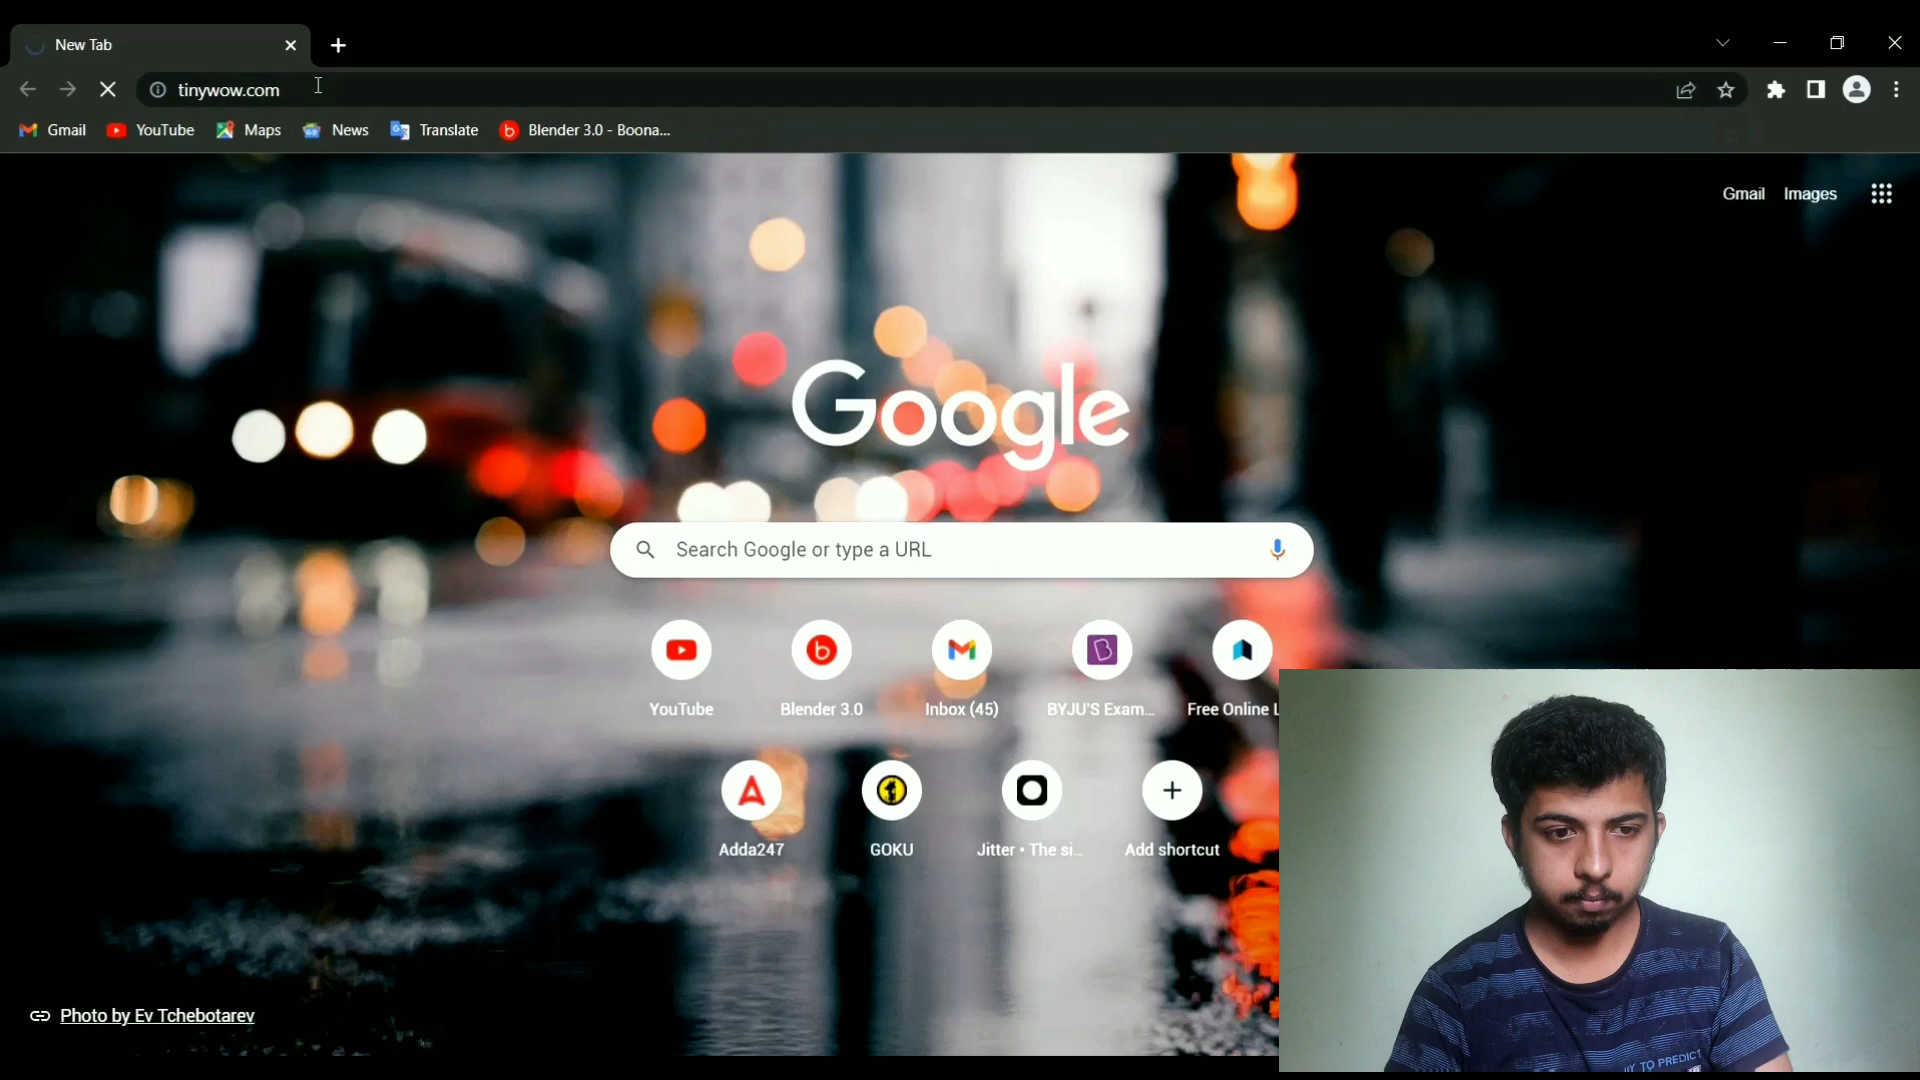 New Tab
tinywow.com
Gmail YouTube Maps News Translate Blender 3.0 - Boona...
Gmail Images
Google
Search Google or type a URL
YouTube Blender 3.0 Inbox (45) BYJU'S Exam... Free Online L
Adda247 GOKU Jitter • The si... Add shortcut
Photo by Ev Tchebotarev
TO PREDICT